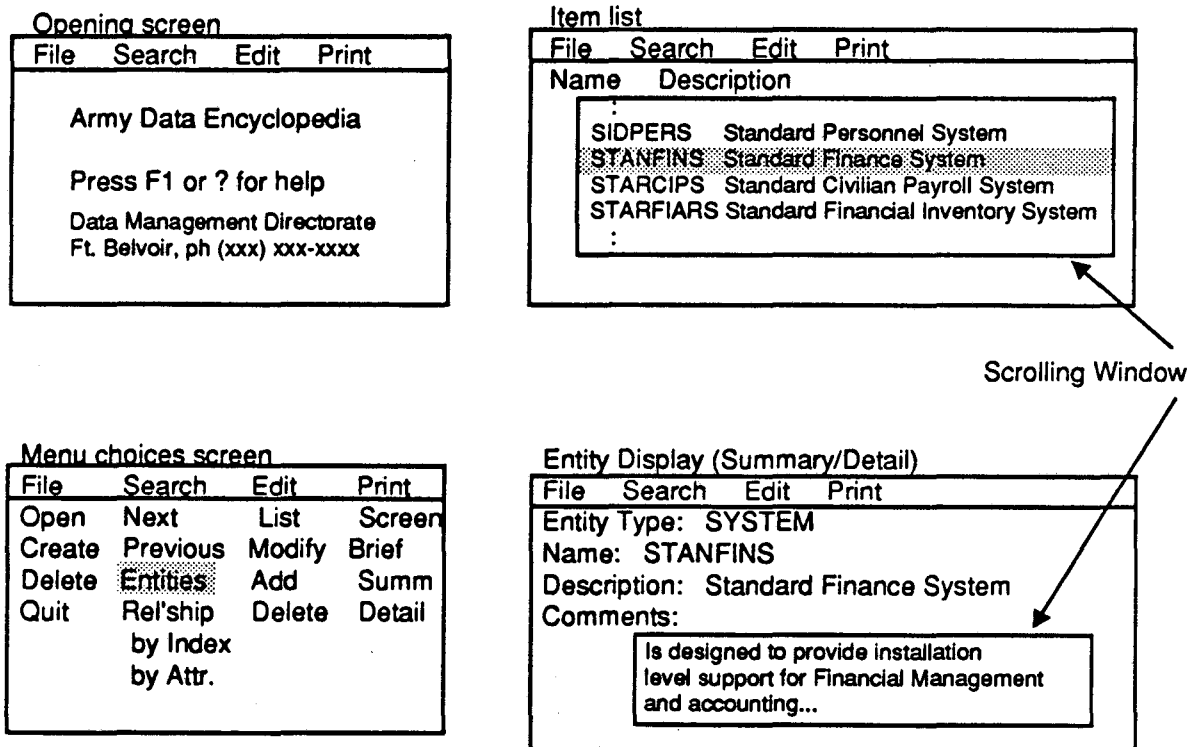 Opening screen
File Search Edit Print
Army Data Encyclopedia
Press F1 or ? for help
Data Management Directorate
Ft. Belvoir, ph (xxx) xxx-xxxx
Item list
File Search Edit Print
Name Description
:
SIDPERS Standard Personnel System
STANFINS Standard Finance System
STARCIPS Standard Civilian Payroll System
STARFIARS Standard Financial Inventory System
:
Scrolling Window
Menu choices screen
File Search Edit Print
Open Next List Screen
Create Previous Modify Brief
Delete Entities Add Summ
Quit Rel'ship Delete Detail
by Index
by Attr.
Entity Display (Summary/Detail)
File Search Edit Print
Entity Type: SYSTEM
Name: STANFINS
Description: Standard Finance System
Comments:
Is designed to provide installation
level support for Financial Management
and accounting...